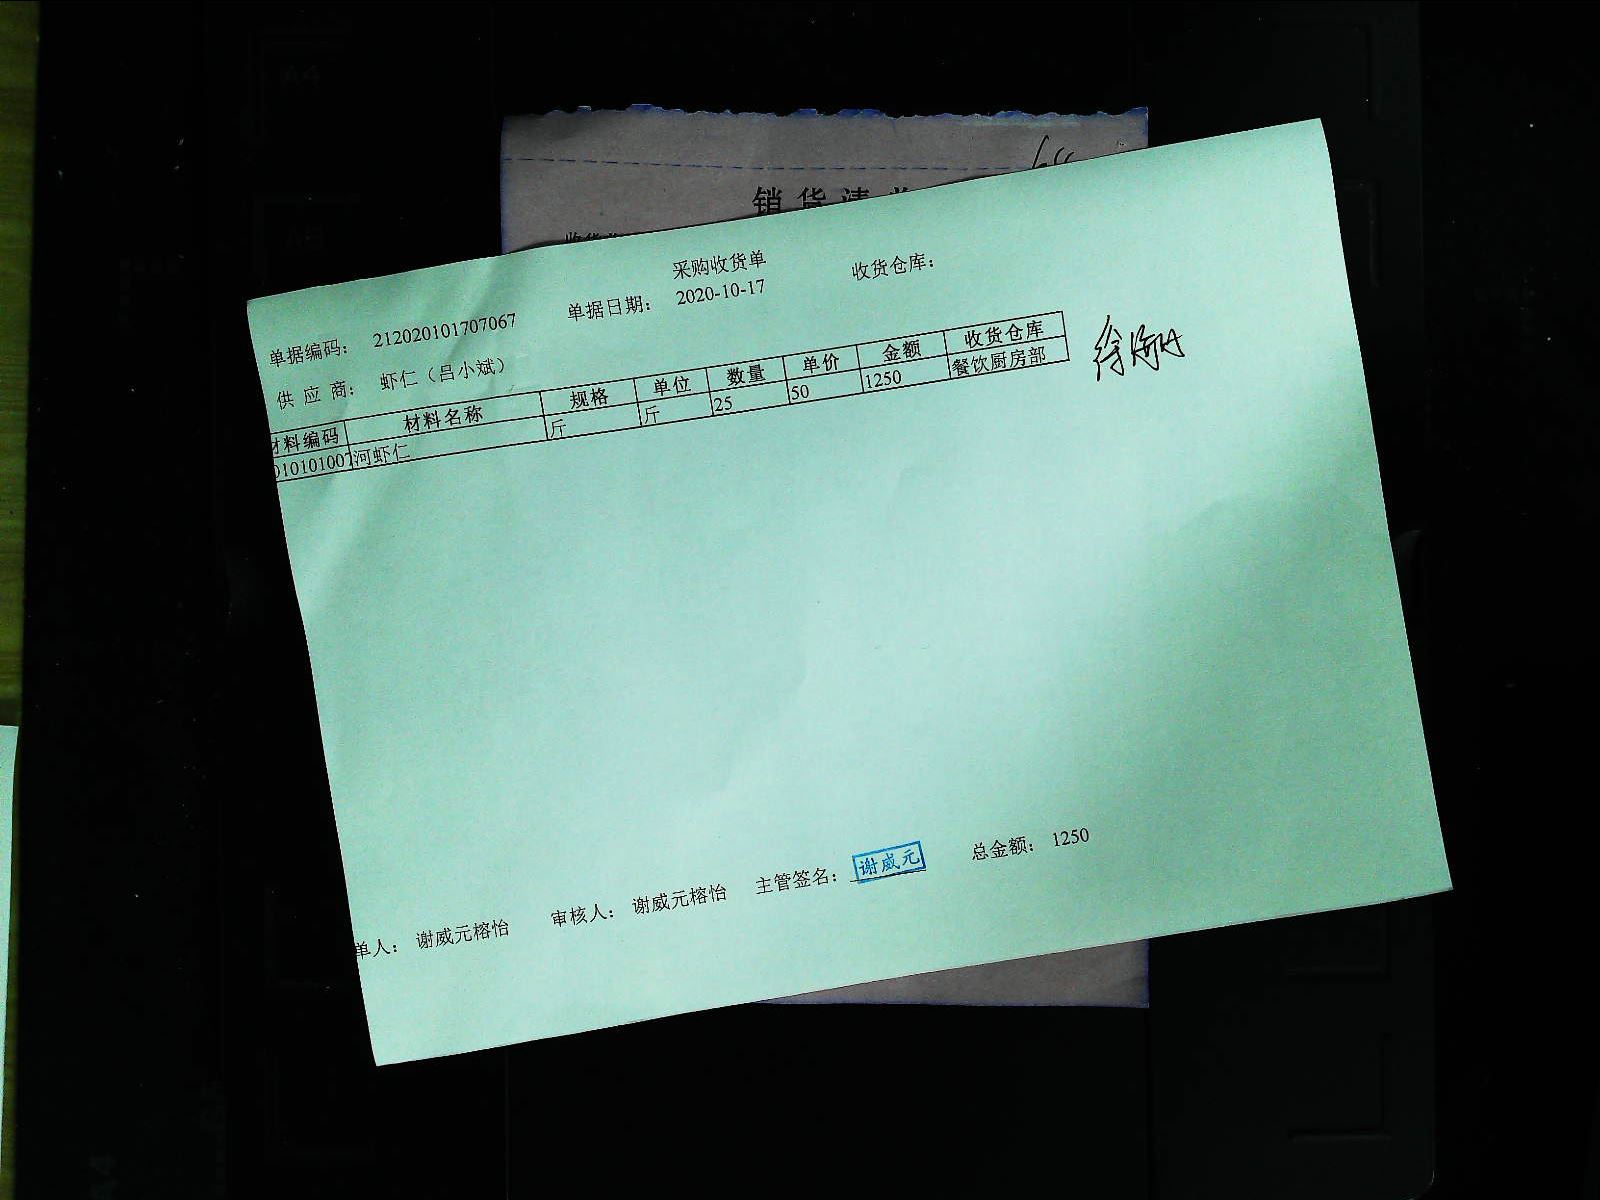 销货清
采购收货单
单据编码： 212020101707067 单据日期： 2020-10-17 收货仓库：
供应商： 虾仁（吕小斌）
材料编码 材料名称 规格 单位 数量 单价 金额 收货仓库
010101007 河虾仁 斤 斤 25 50 1250 餐饮厨房部
单人： 谢威元榕怡 审核人： 谢威元榕怡 主管签名： 谢威元 总金额： 1250